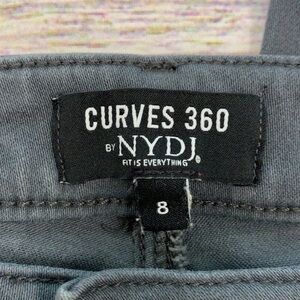 CURVES 360
BY NYDJ®
FIT IS EVERYTHING
8